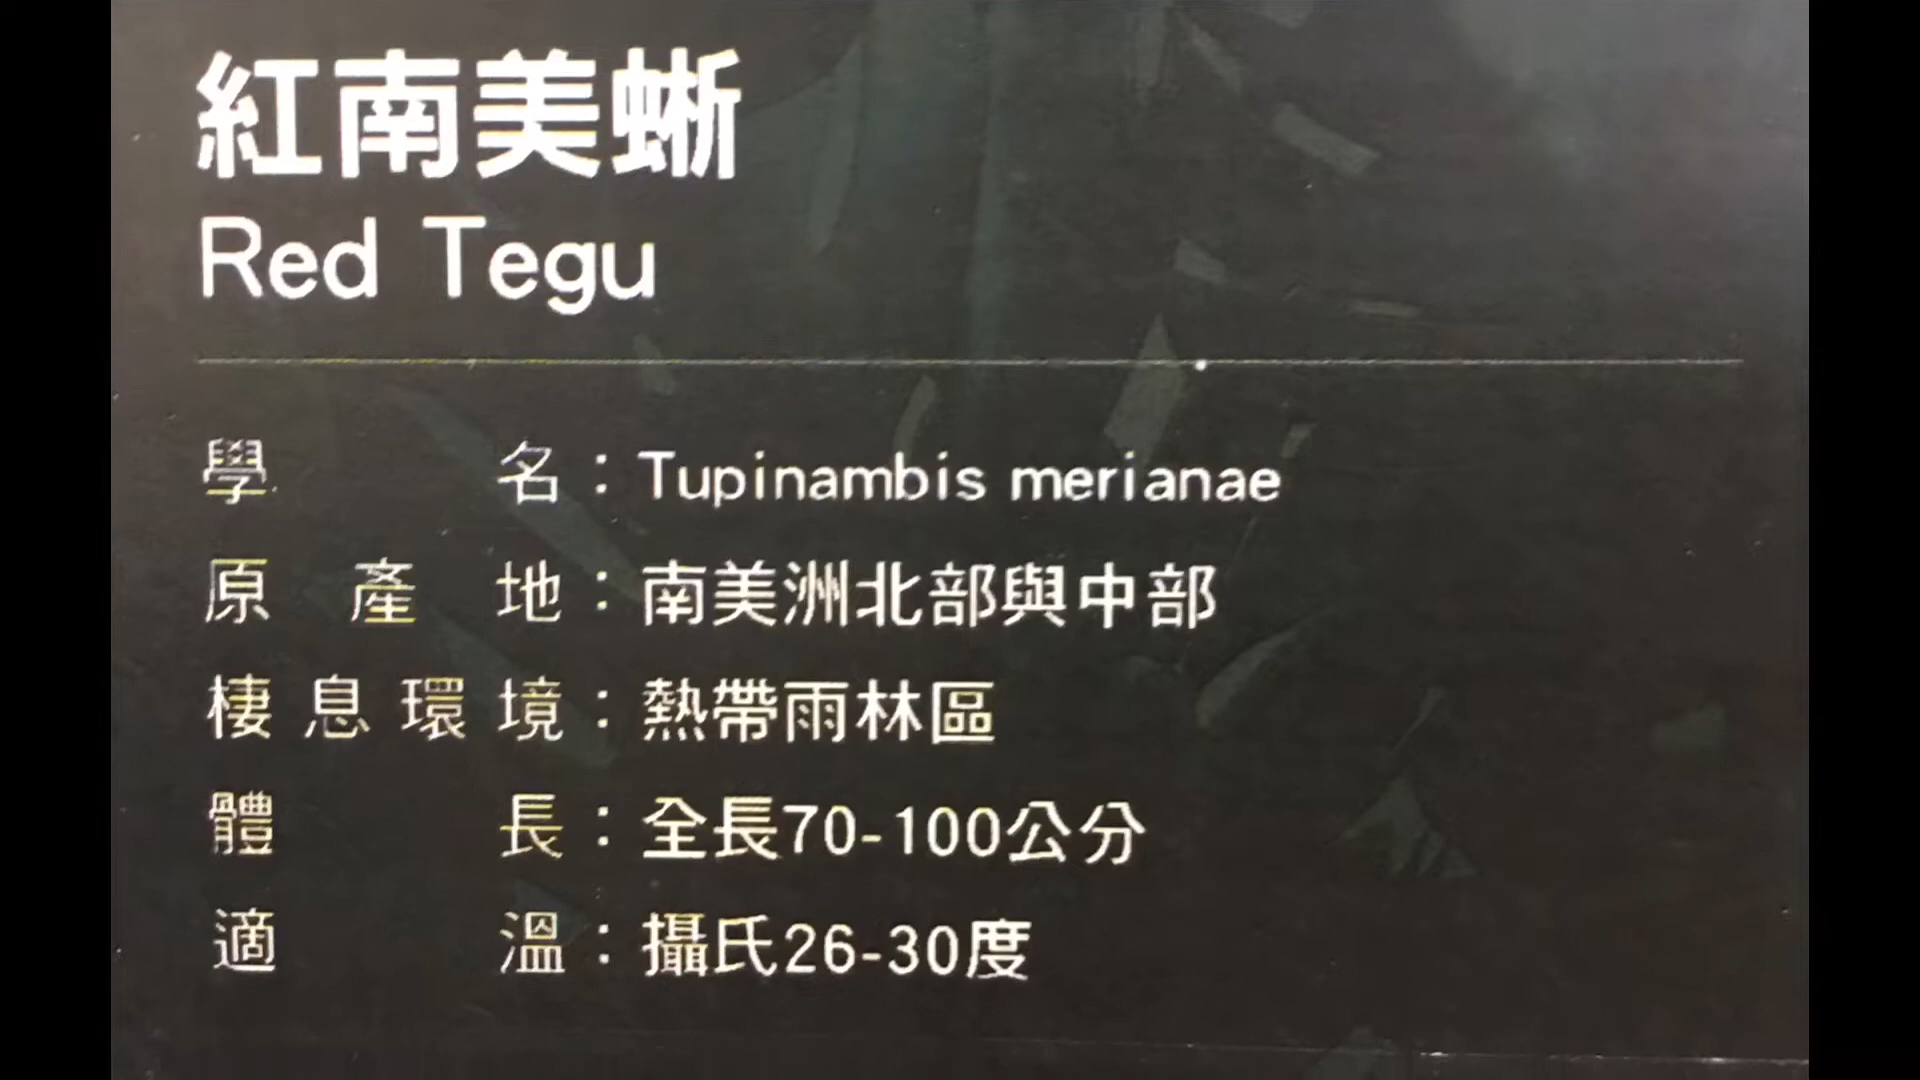 紅南美蜥
Red Tegu
學名：Tupinambis merianae
原產地：南美洲北部與中部
棲息環境：熱帶雨林區
體長：全長70-100公分
適溫：攝氏26-30度